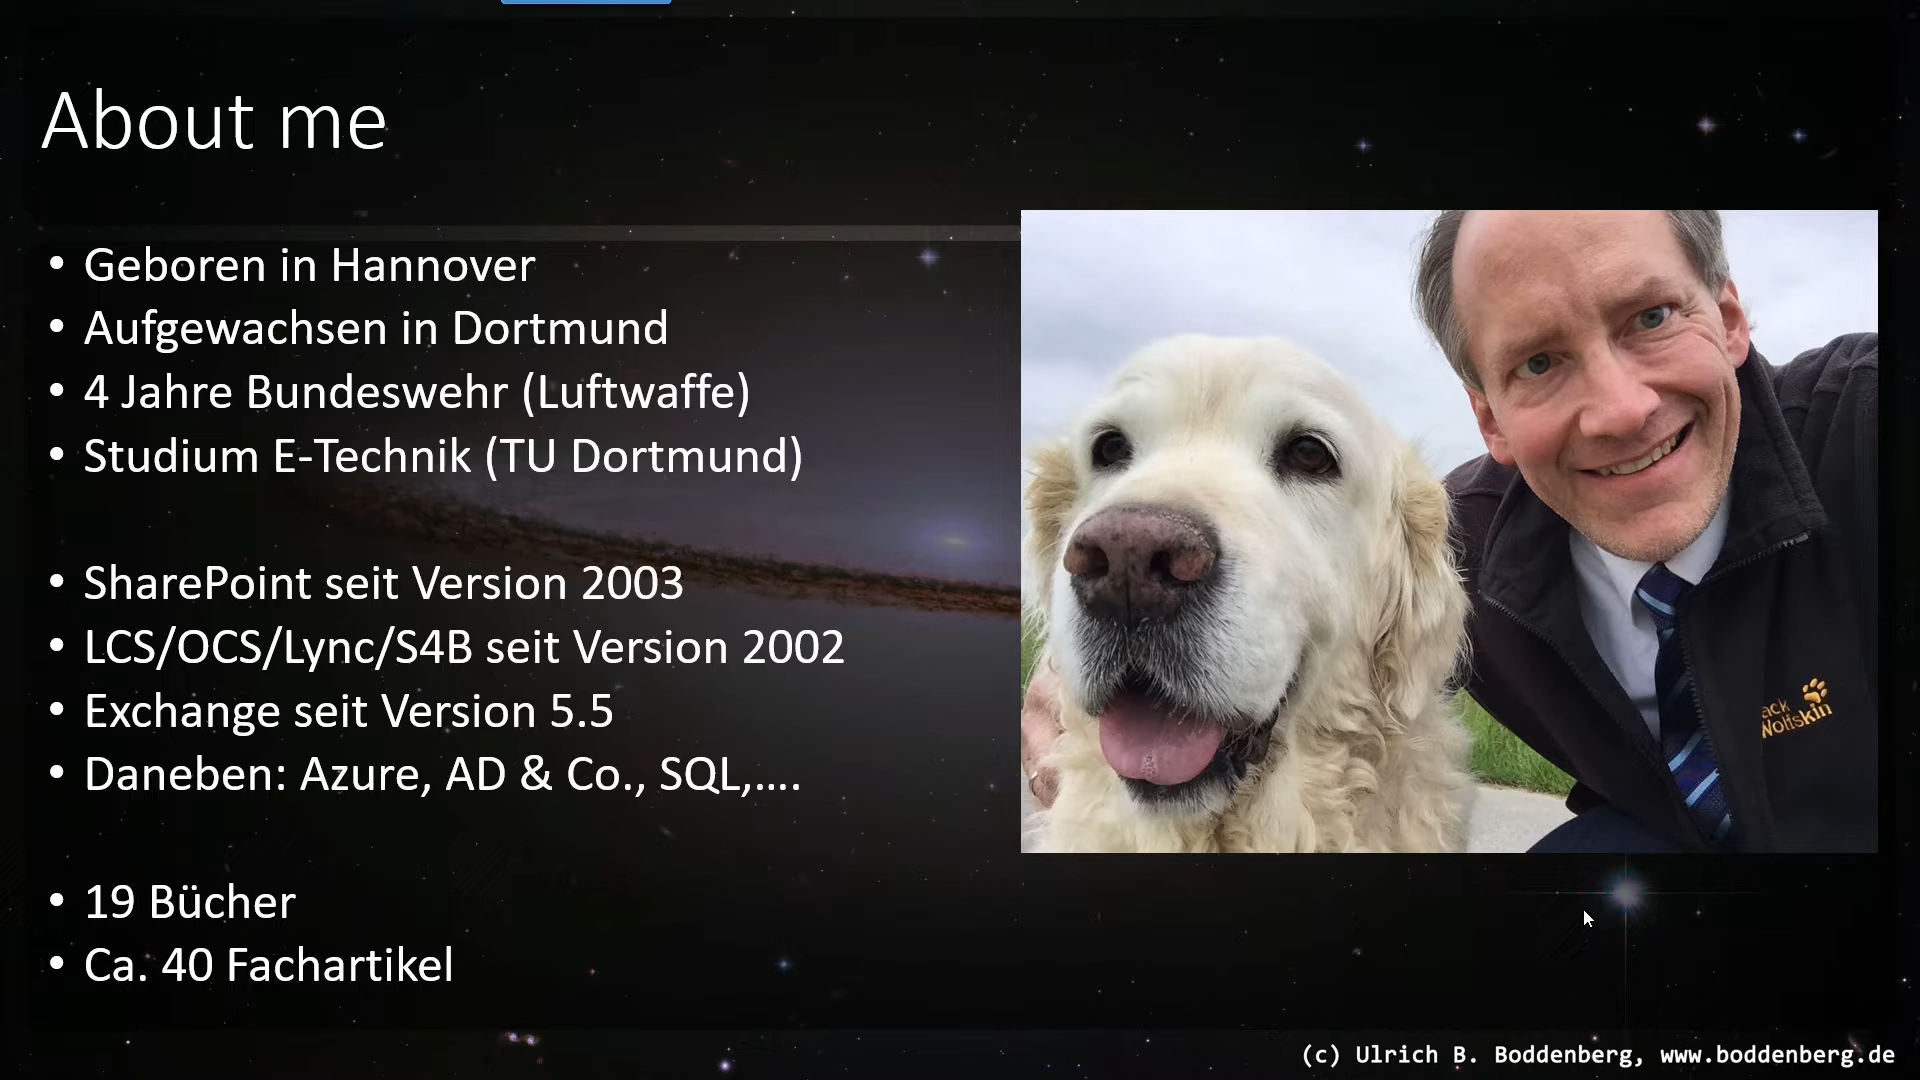 About me
• Geboren in Hannover
• Aufgewachsen in Dortmund
• 4 Jahre Bundeswehr (Luftwaffe)
• Studium E-Technik (TU Dortmund)
• SharePoint seit Version 2003
• LCS/OCS/Lync/S4B seit Version 2002
• Exchange seit Version 5.5
• Daneben: Azure, AD & Co., SQL,....
• 19 Bücher
• Ca. 40 Fachartikel
ack
Wolfskin
(c) Ulrich B. Boddenberg, www.boddenberg.de